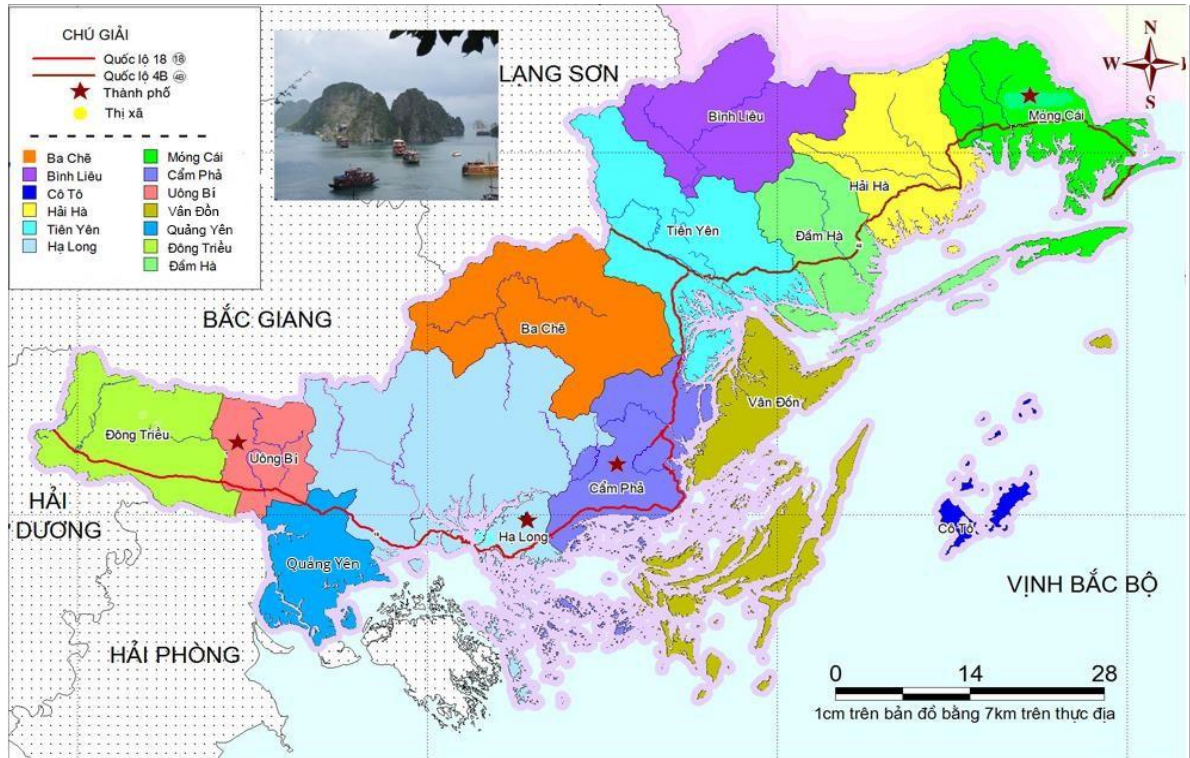 CHÚ GIẢI
Quốc lộ 18 18
Quốc lộ 4B 4B
Thành phố
Thị xã
Ba Chẽ
Bình Liêu
Cô Tô
Hải Hà
Tiên Yên
Hạ Long
Móng Cái
Cẩm Phả
Uông Bí
Vân Đồn
Quảng Yên
Đông Triều
Đầm Hà
LẠNG SƠN
N
W
S
Bình Liêu
Móng Cái
Hải Hà
Tiên Yên
Đầm Hà
BẮC GIANG
Ba Chẽ
Vân Đồn
Đông Triều
Uông Bí
Cẩm Phả
HẢI
DƯƠNG
Hạ Long
Cô Tô
Quảng Yên
VỊNH BẮC BỘ
HẢI PHÒNG
0 14 28
1cm trên bản đồ bằng 7km trên thực địa